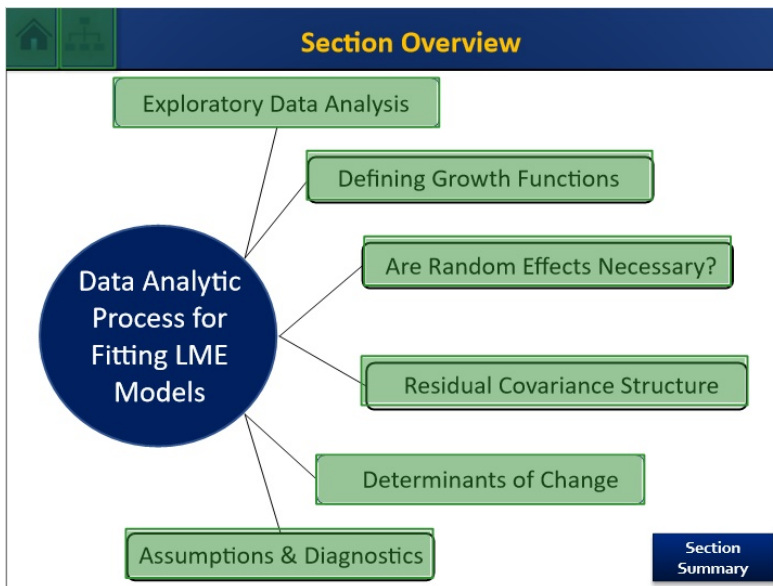 Section Overview
Exploratory Data Analysis
Defining Growth Functions
Are Random Effects Necessary?
Data Analytic
Process for
Fitting LME
Models
Residual Covariance Structure
Determinants of Change
Assumptions & Diagnostics
Section
Summary